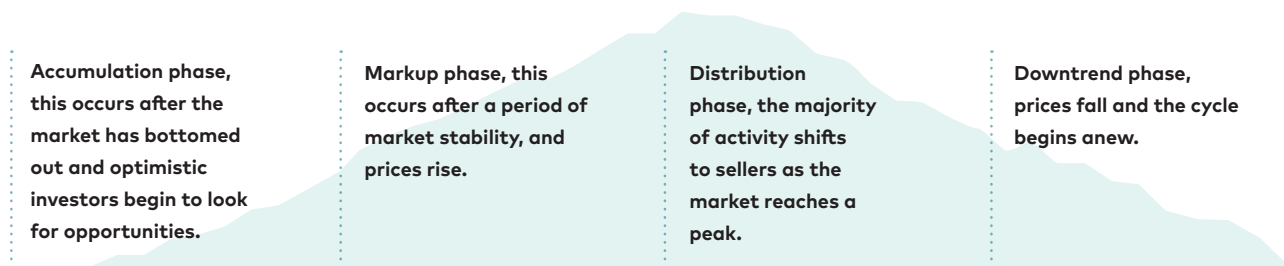 Accumulation phase,
this occurs after the
market has bottomed
out and optimistic
investors begin to look
for opportunities.
Markup phase, this
occurs after a period of
market stability, and
prices rise.
Distribution
phase, the majority
of activity shifts
to sellers as the
market reaches a
peak.
Downtrend phase,
prices fall and the cycle
begins anew.